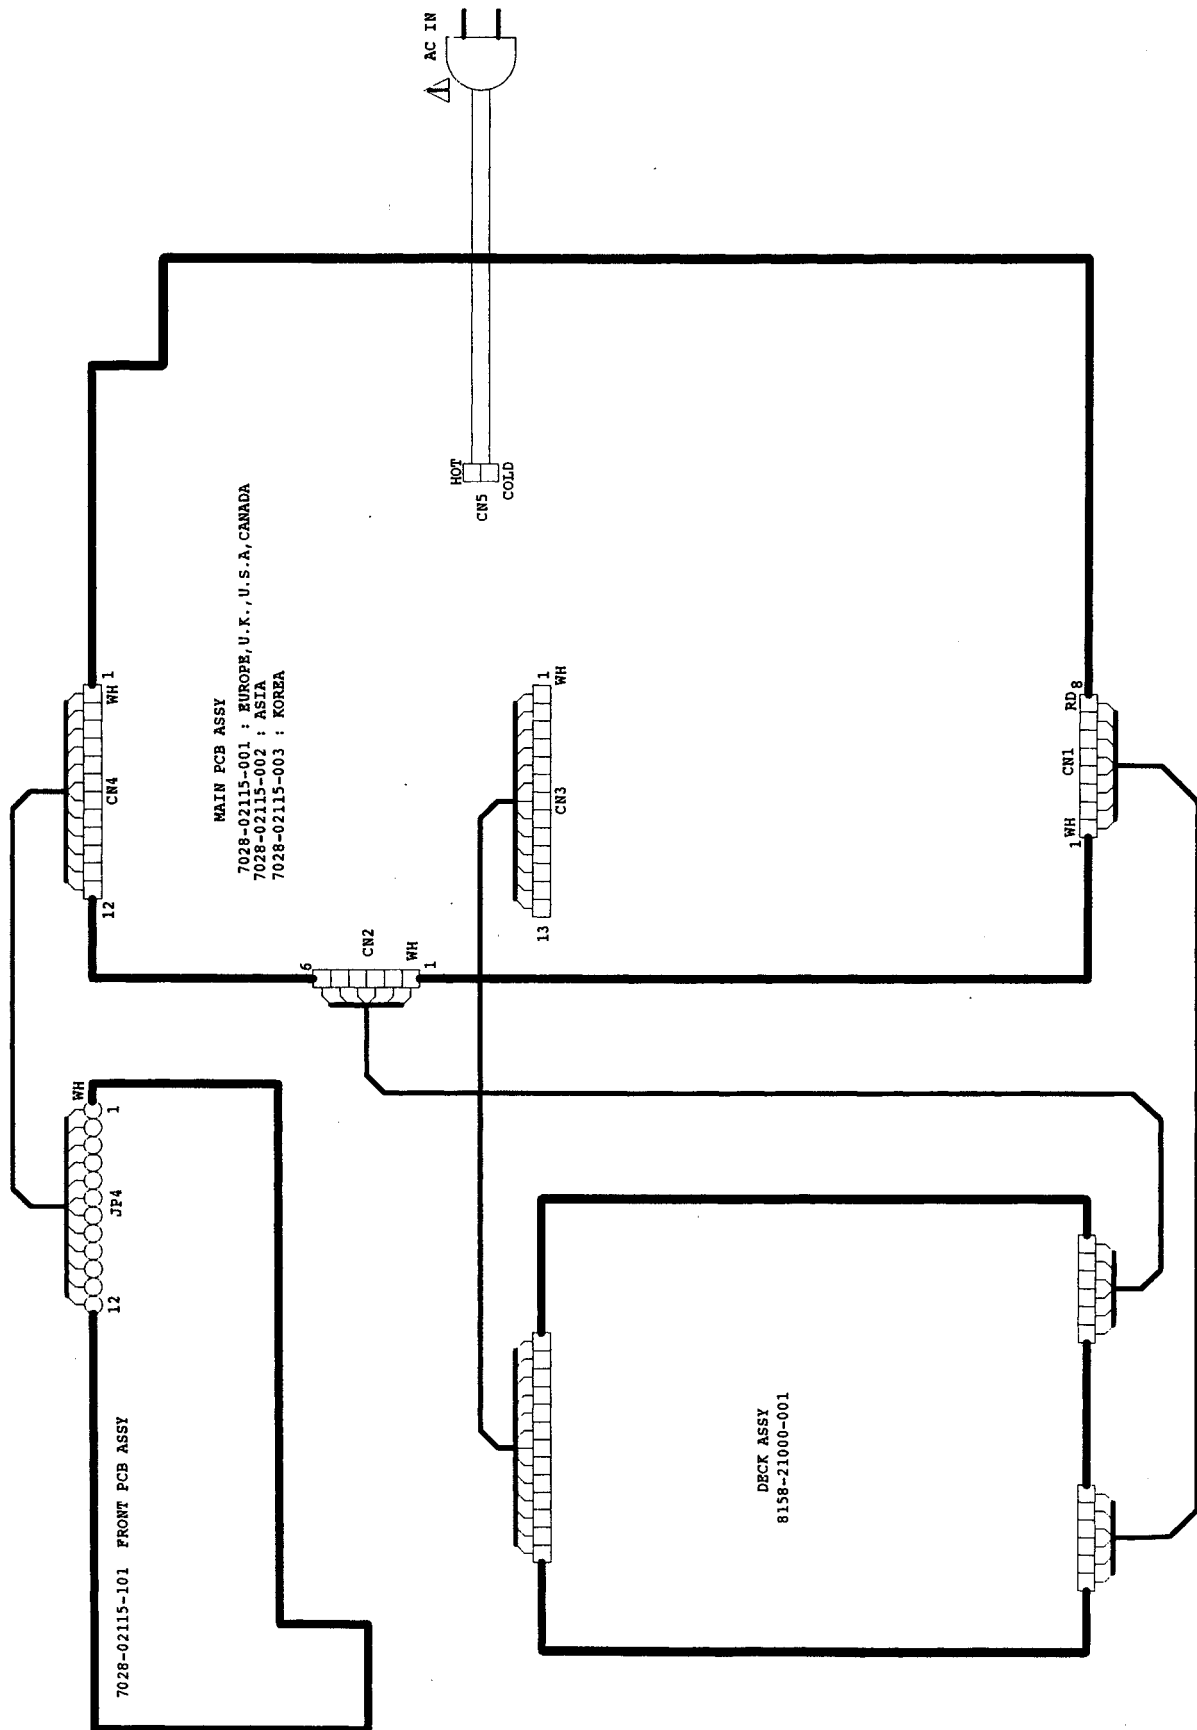 7028-02115-101 FRONT PCB ASSY
12
JP4
1
WH
12
CN4
WH
1
MAIN PCB ASSY
7028-02115-001 : EUROPE,U.K.,U.S.A,CANADA
7028-02115-002 : ASIA
7028-02115-003 : KOREA
AC IN
HOT
CN5
COLD
6
CN2
WH
1
13
CN3
1
WH
DECK ASSY
8158-21000-001
1
WH
CN1
RD
8